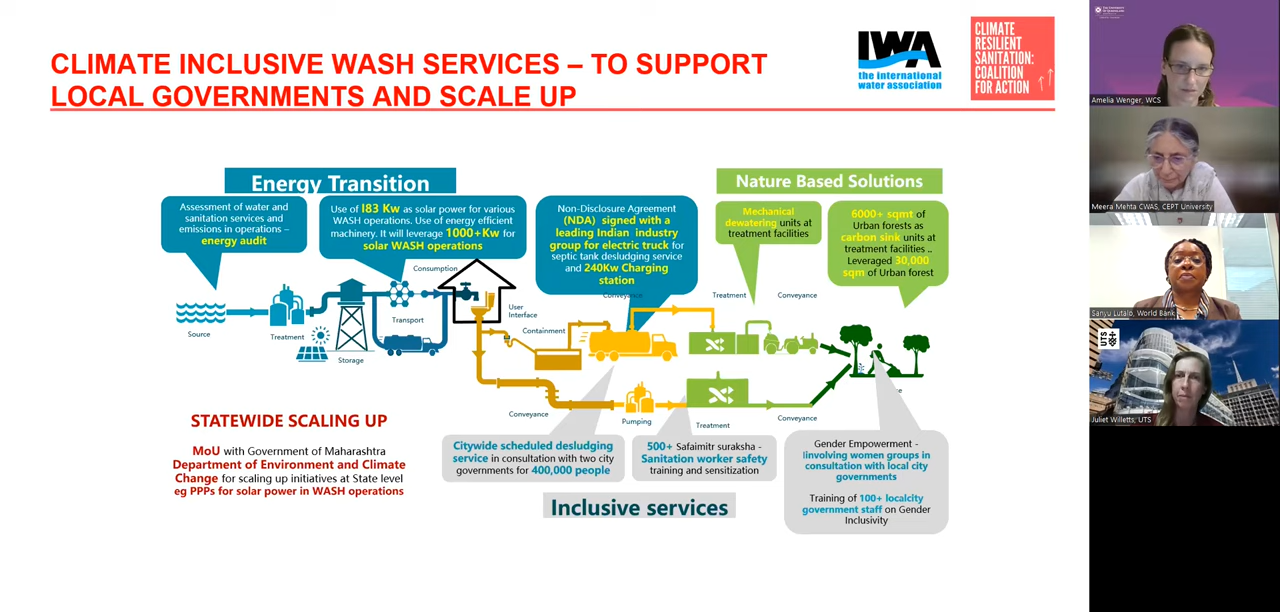 CLIMATE INCLUSIVE WASH SERVICES – TO SUPPORT
LOCAL GOVERNMENTS AND SCALE UP
IWA
the international
water association
CLIMATE
RESILIENT
SANITATION:
COALITION
FOR ACTION
Energy Transition
Nature Based Solutions
Assessment of water and
sanitation services and
emissions in operations –
energy audit
Use of I83 Kw as solar power for various
WASH operations. Use of energy efficient
machinery. It will leverage 1000+Kw for
solar WASH operations
Non-Disclosure Agreement
(NDA) signed with a
leading Indian industry
group for electric truck for
septic tank desludging service
and 240Kw Charging
station
Mechanical
dewatering units at
treatment facilities
6000+ sqmt of
Urban forests as
carbon sink units at
treatment facilities ..
Leveraged 30,000
sqm of Urban forest
Consumption
Conveyance
Treatment
Conveyance
User
Interface
Source
Treatment
Storage
Transport
Containment
Conveyance
Pumping
Treatment
Conveyance
STATEWIDE SCALING UP
MoU with Government of Maharashtra
Department of Environment and Climate
Change for scaling up initiatives at State level
eg PPPs for solar power in WASH operations
Citywide scheduled desludging
service in consultation with two city
governments for 400,000 people
500+ Safaimitr suraksha -
Sanitation worker safety
training and sensitization
Gender Empowerment -
Iinvolving women groups in
consultation with local city
governments
Training of 100+ localcity
government staff on Gender
Inclusivity
Inclusive services
THE UNIVERSITY
OF QUEENSLAND
Amelia Wenger, WCS
Meera Mehta CWAS, CEPT University
Sanyu Lutalo, World Bank
UTS
Juliet Willetts, UTS